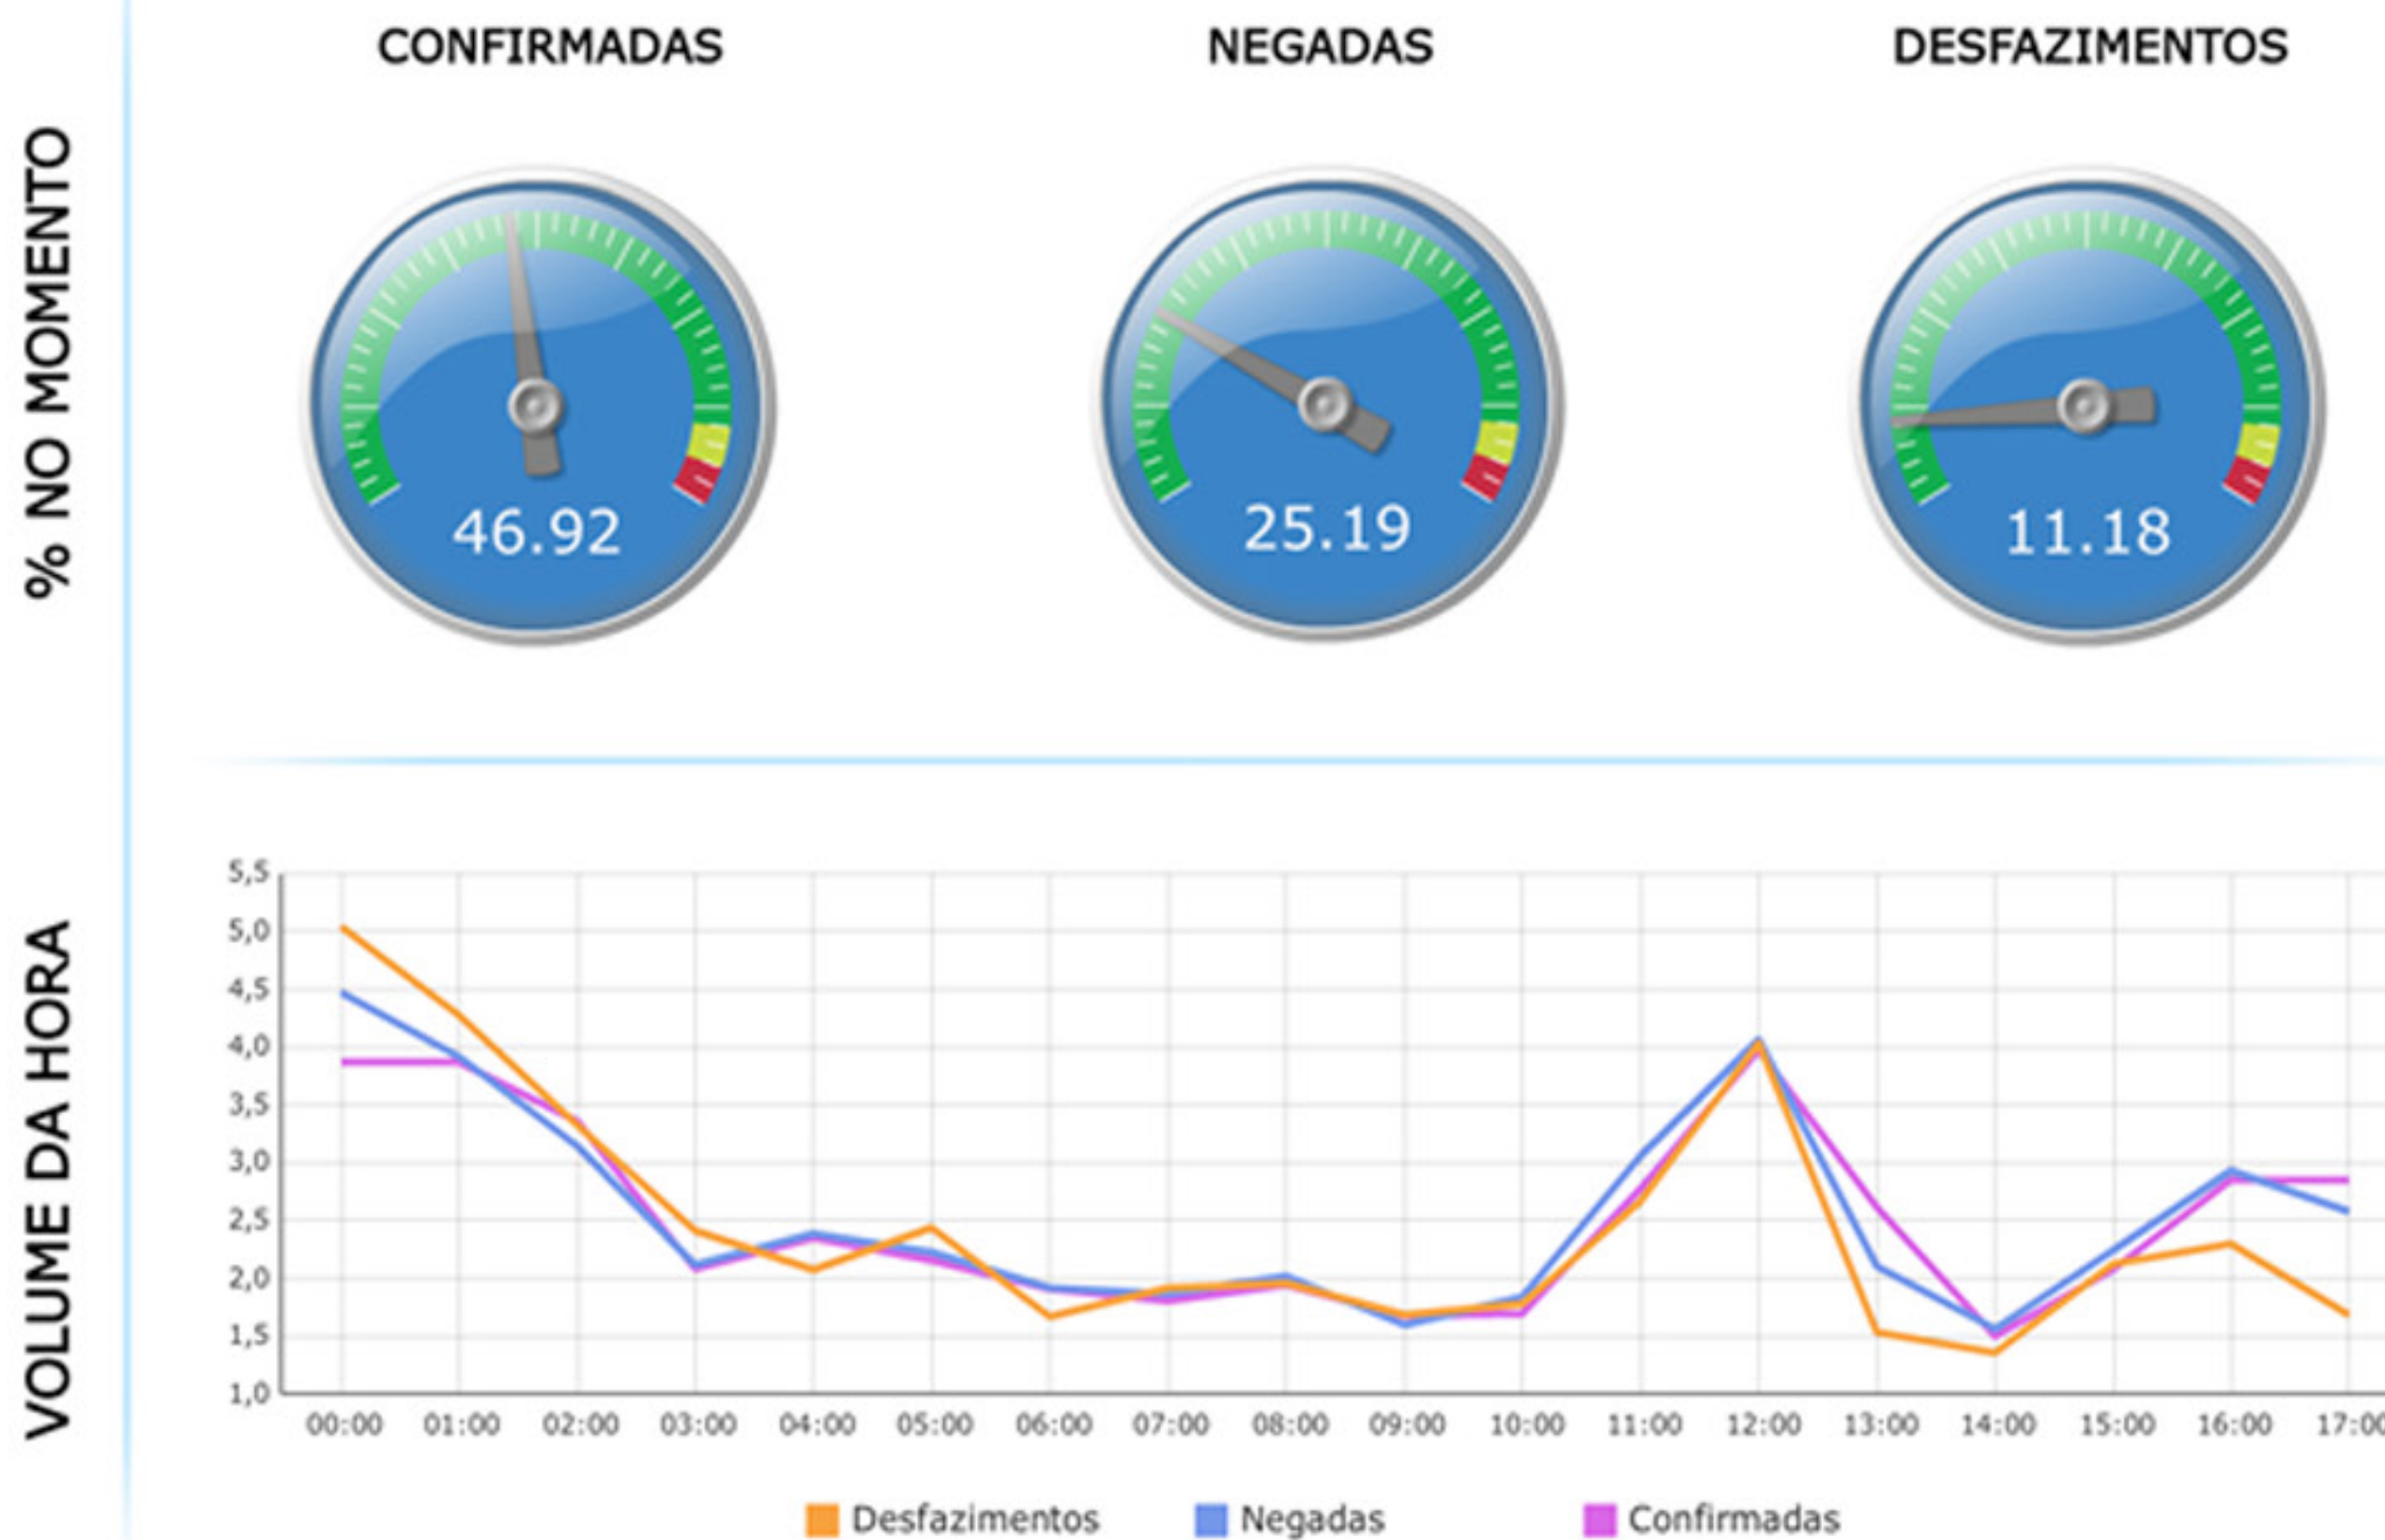 CONFIRMADAS NEGADAS DESFAZIMENTOS
% NO MOMENTO
46.92 25.19 11.18
VOLUME DA HORA
5,5
5,0
4,5
4,0
3,5
3,0
2,5
2,0
1,5
1,0
00:00 01:00 02:00 03:00 04:00 05:00 06:00 07:00 08:00 09:00 10:00 11:00 12:00 13:00 14:00 15:00 16:00 17:00
Desfazimentos Negadas Confirmadas